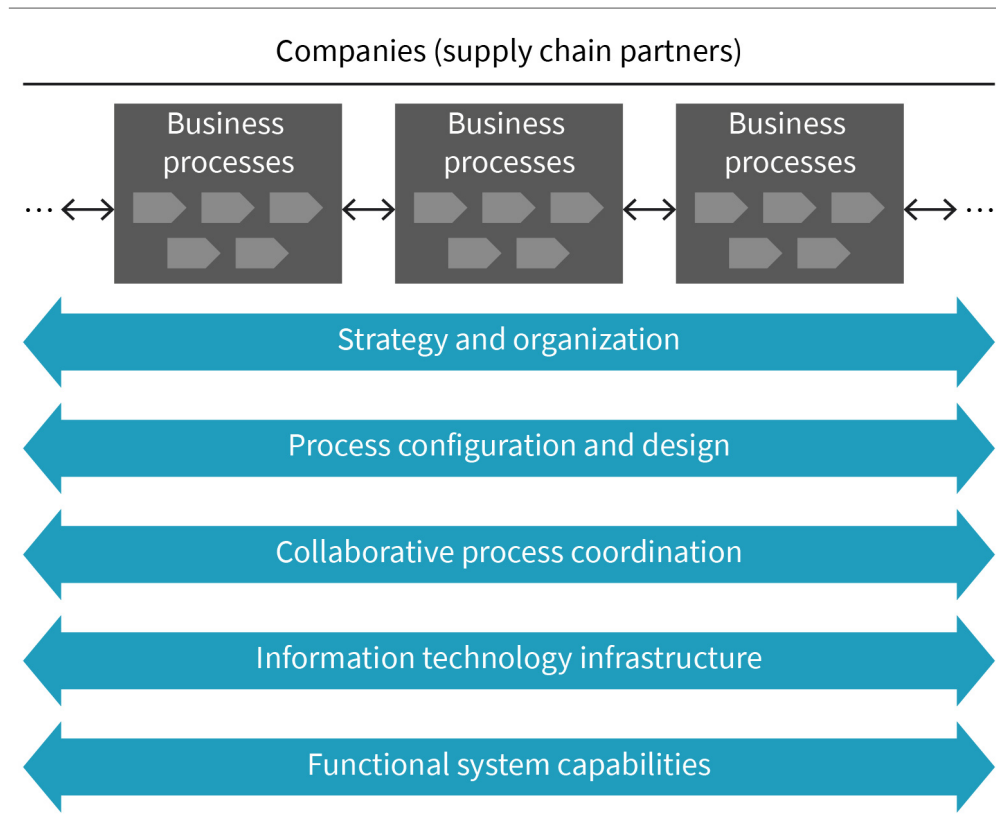 Companies (supply chain partners)
Business
processes
Business
processes
Business
processes
...
...
Strategy and organization
Process configuration and design
Collaborative process coordination
Information technology infrastructure
Functional system capabilities